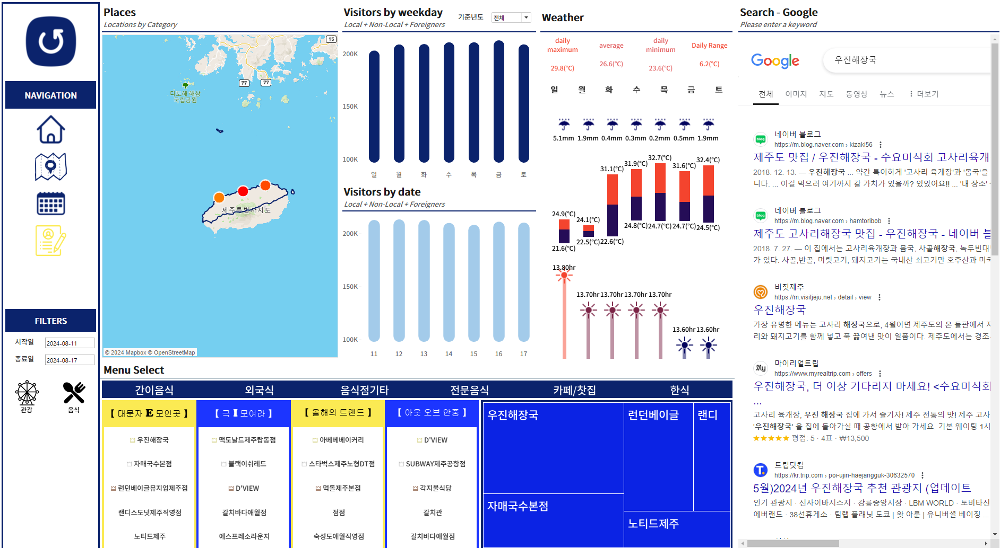 NAVIGATION
FILTERS
시작일
2024-08-11
종료일
2024-08-17
관광
음식
Places
Locations by Category
15
77
77
다도해해상
국립공원
제주특별자치도
© 2024 Mapbox © OpenStreetMap
Visitors by weekday
Local + Non-Local + Foreigners
기준년도
전체
200K
150K
100K
일 월 화 수 목 금 토
Visitors by date
Local + Non-Local + Foreigners
200K
150K
100K
11 12 13 14 15 16 17
Weather
daily maximum
29.8(°C)
average
26.6(°C)
daily minimum
23.6(°C)
Daily Range
6.2(°C)
일 월 화 수 목 금 토
5.1mm 1.9mm 0.4mm 0.3mm 0.2mm 0.5mm 1.9mm
24.9(°C) 24.1(°C) 31.1(°C) 31.9(°C) 32.7(°C) 31.6(°C) 32.4(°C)
21.6(°C) 22.5(°C) 22.6(°C) 24.8(°C) 24.7(°C) 24.7(°C) 24.5(°C)
13.80hr 13.70hr 13.70hr 13.70hr 13.70hr 13.60hr 13.60hr
Menu Select
간이음식 외국식 음식점기타 전문음식 카페/찻집 한식
【 대문자 E 모인곳 】
우진해장국
자매국수본점
런던베이글뮤지엄제주점
랜디스도넛제주직영점
노티드제주
【 극 I 모여라 】
맥도날드제주탑동점
블랙이쉬레드
D'VIEW
갈치바다애월점
에스프레소라운지
【 올해의 트렌드 】
아베베베이커리
스타벅스제주노형DT점
먹돌제주본점
점점
숙성도애월직영점
【 아웃 오브 안중 】
D'VIEW
SUBWAY제주공항점
각지불식당
갈치관
갈치바다애월점
우진해장국
자매국수본점
런던베이글
랜디
노티드제주
Search - Google
Please enter a keyword
Google
우진해장국
전체 이미지 지도 동영상 뉴스 더보기
blog
네이버 블로그
https://m.blog.naver.com › kizaki56
제주도 맛집 / 우진해장국 - 수요미식회 고사리육개
2018. 12. 13. — 우진해장국 ... 약간 특이하게 '고사리 육개장'과 '몸국'을
니다. ... 이걸 먹으러 여기까지 갈 가치가 있을까? 있었어요!! ... '내 장소'
blog
네이버 블로그
https://m.blog.naver.com › hamtoribob
제주도 고사리해장국 맛집 - 우진해장국 - 네이버 블
2018. 7. 27. — 이 집에서는 고사리육개장과 몸국, 사골해장국, 녹두빈대
가 있다. 사골,반골, 머릿고기, 돼지고기는 국내산 쇠고기만 호주산과 미국
비짓제주
https://m.visitjeju.net › detail › view
우진해장국
가장 유명한 메뉴는 고사리 해장국으로, 4월이면 제주도의 온 들판에서
리와 돼지고기를 함께 넣고 푹 끓여낸 맛이 일품이다. 제주도에서는 경조
My
마이리얼트립
https://www.myrealtrip.com › offers
우진해장국, 더 이상 기다리지 마세요! <수요미식회
...
고사리 육개장, 우진 해장국 집에 가서 즐기자! 제주 전통의 맛! 제주 고사
'우진해장국' 을 집에 돌아가실 때 공항에서 받아 가세요. 기본 웨이팅 1시
평점: 5 · 4표 · ₩13,500
T.
트립닷컴
https://kr.trip.com › poi-ujin-haejangguk-30632570
5월)2024년 우진해장국 추천 관광지 (업데이트
인기 관광지 · 신사이바시스지 · 강릉중앙시장 · LBM WORLD · 토비타신
에버랜드 · 38선휴게소 · 팀랩 플래닛 도쿄 | 왓 아룬 | 유니버셜 베이징 ...